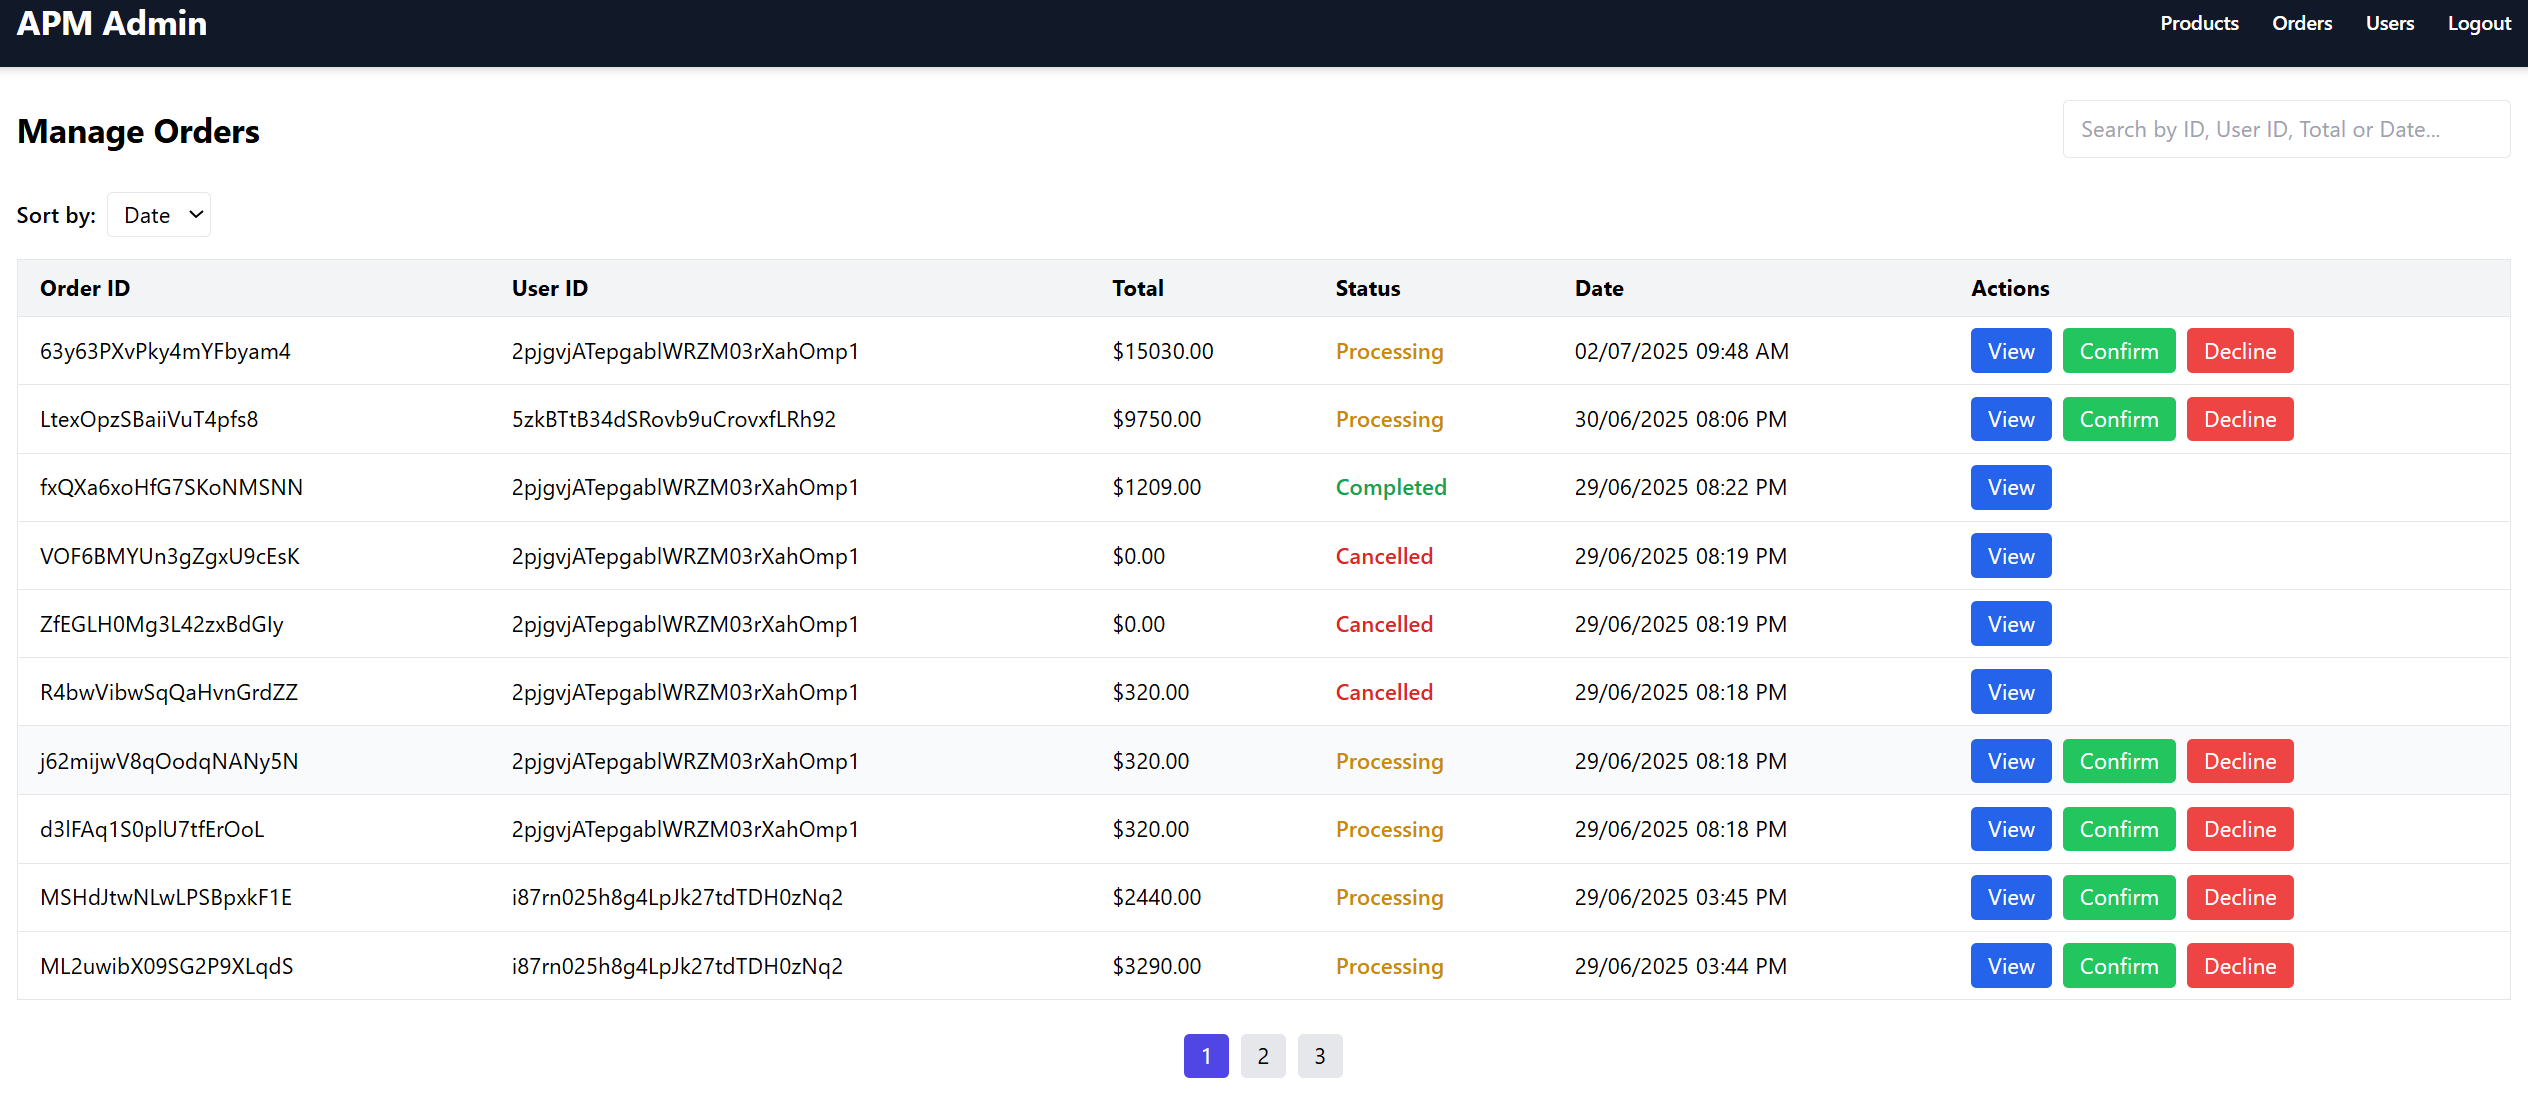 APM Admin Products Orders Users Logout
Manage Orders Search by ID, User ID, Total or Date...
Sort by: Date
Order ID User ID Total Status Date Actions
63y63PXvPky4mYFbyam4 2pjgvjATepgablWRZM03rXahOmp1 $15030.00 Processing 02/07/2025 09:48 AM View Confirm Decline
LtexOpzSBaiiVuT4pfs8 5zkBTtB34dSRovb9uCrovxfLRh92 $9750.00 Processing 30/06/2025 08:06 PM View Confirm Decline
fxQXa6xoHfG7SKoNMSNN 2pjgvjATepgablWRZM03rXahOmp1 $1209.00 Completed 29/06/2025 08:22 PM View
VOF6BMYUn3gZgxU9cEsK 2pjgvjATepgablWRZM03rXahOmp1 $0.00 Cancelled 29/06/2025 08:19 PM View
ZfEGLH0Mg3L42zxBdGIy 2pjgvjATepgablWRZM03rXahOmp1 $0.00 Cancelled 29/06/2025 08:19 PM View
R4bwVibwSqQaHvnGrdZZ 2pjgvjATepgablWRZM03rXahOmp1 $320.00 Cancelled 29/06/2025 08:18 PM View
j62mijwV8qOodqNANy5N 2pjgvjATepgablWRZM03rXahOmp1 $320.00 Processing 29/06/2025 08:18 PM View Confirm Decline
d3lFAq1S0plU7tfErOoL 2pjgvjATepgablWRZM03rXahOmp1 $320.00 Processing 29/06/2025 08:18 PM View Confirm Decline
MSHdJtwNLwLPSBpxkF1E i87rn025h8g4LpJk27tdTDH0zNq2 $2440.00 Processing 29/06/2025 03:45 PM View Confirm Decline
ML2uwibX09SG2P9XLqdS i87rn025h8g4LpJk27tdTDH0zNq2 $3290.00 Processing 29/06/2025 03:44 PM View Confirm Decline
1 2 3